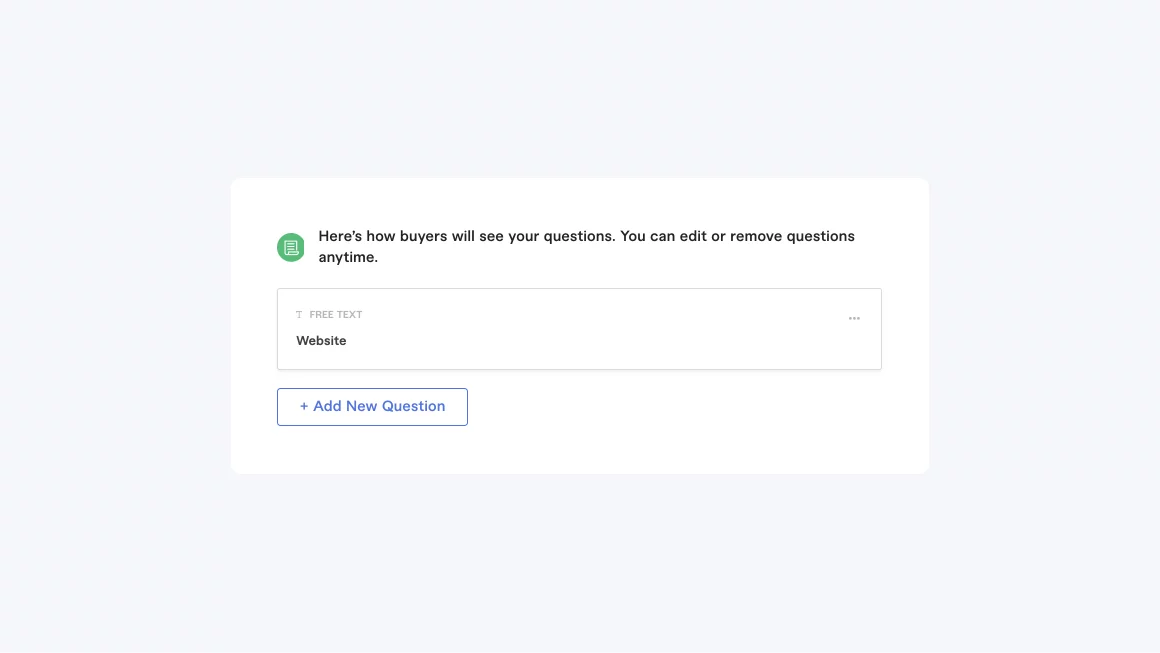 Here’s how buyers will see your questions. You can edit or remove questions
anytime.
T FREE TEXT
Website
+ Add New Question